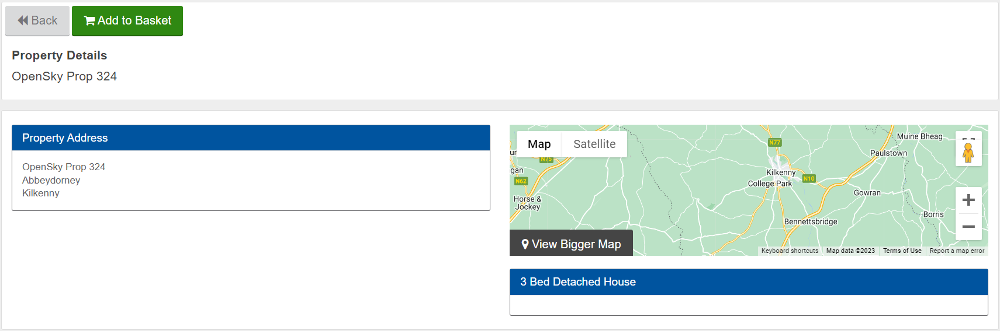 Back
Add to Basket
Property Details
OpenSky Prop 324
Property Address
OpenSky Prop 324
Abbeydorney
Kilkenny
Map
Satellite
N77
Muine Bheag
Paulstown
N75
N62
Kilkenny
College Park
N10
Gowran
Horse &
Jockey
Borris
Bennettsbridge
View Bigger Map
Keyboard shortcuts
Map data ©2023
Terms of Use
Report a map error
3 Bed Detached House